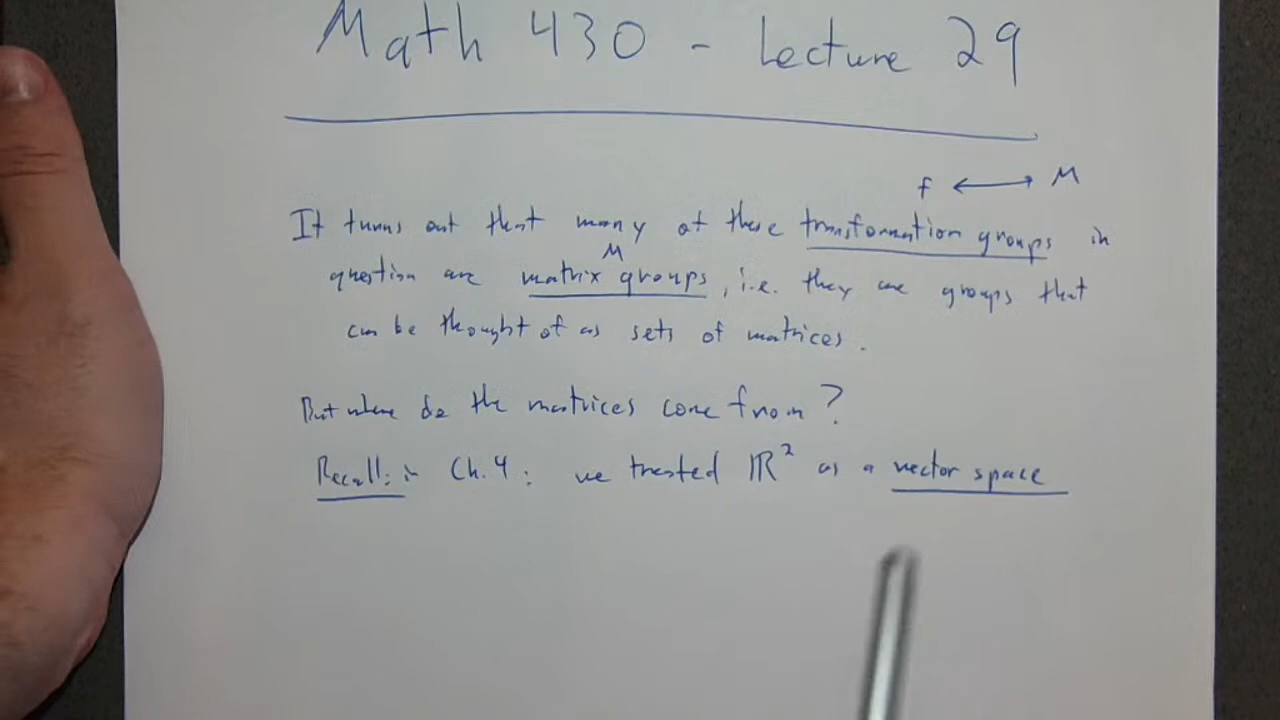 Math 430 - Lecture 29
f ↔ M
It turns out that many of these transformation groups in
M
question are matrix groups, i.e. they are groups that
can be thought of as sets of matrices.
But where do the matrices come from?
Recall: in Ch. 4: we treated ℝ² as a vector space